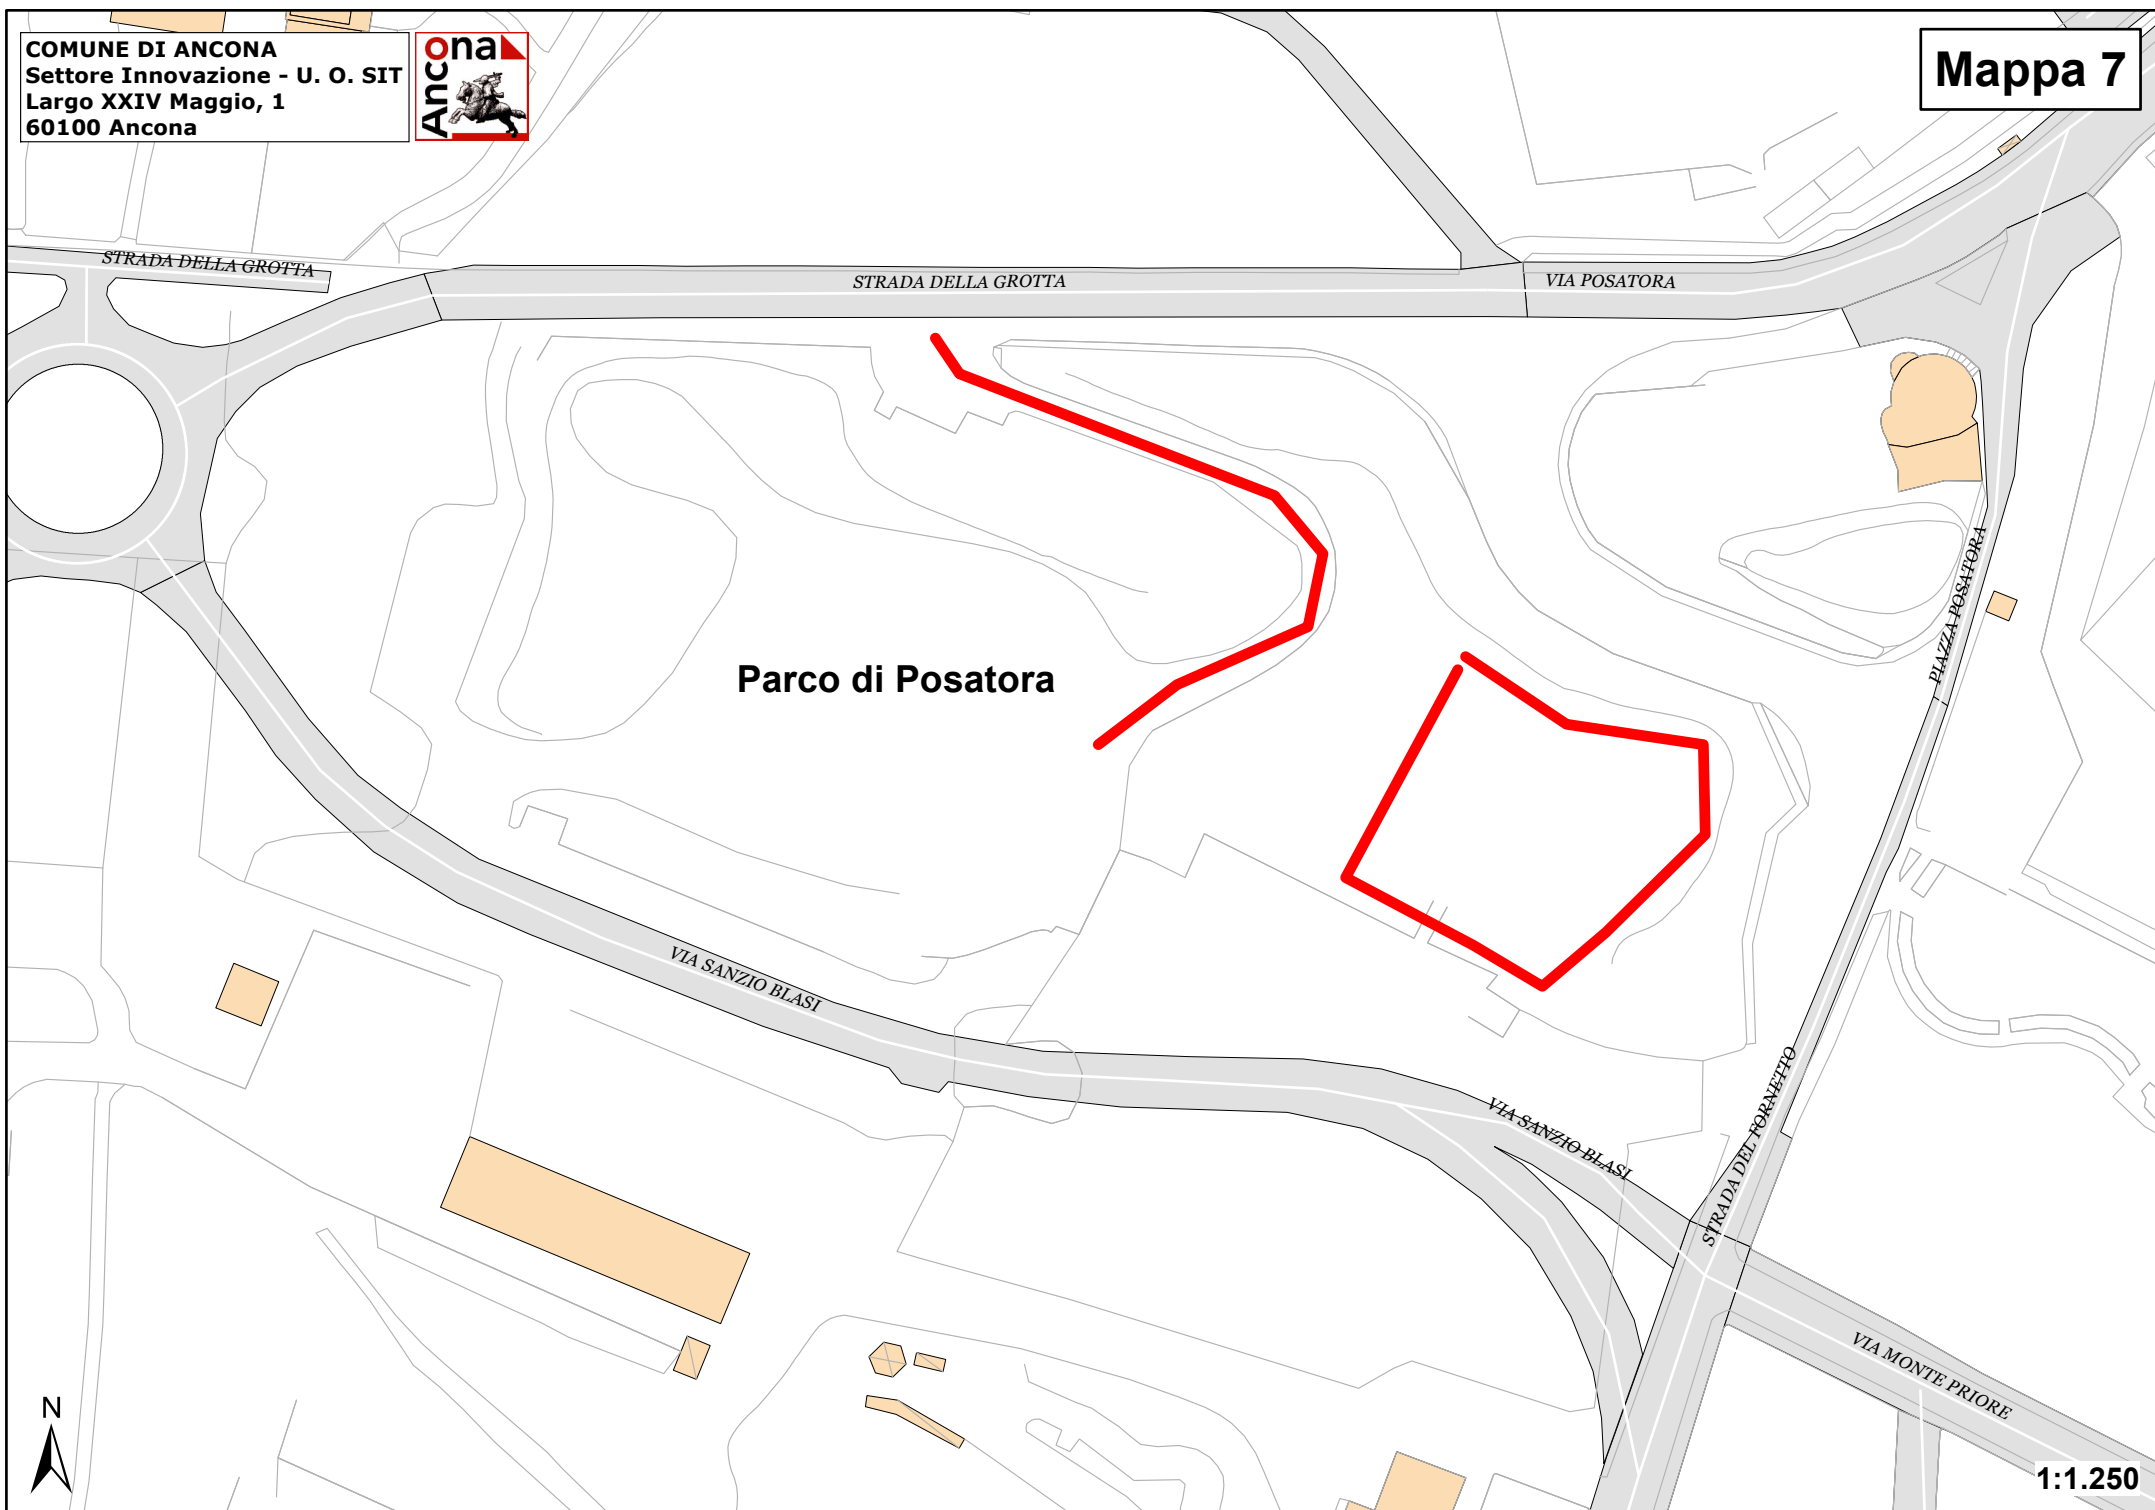 COMUNE DI ANCONA
Settore Innovazione - U. O. SIT
Largo XXIV Maggio, 1
60100 Ancona
Ancona
Mappa 7
STRADA DELLA GROTTA
STRADA DELLA GROTTA
VIA POSATORA
PIAZZA POSATORA
Parco di Posatora
VIA SANZIO BLASI
VIA SANZIO BLASI
STRADA DEL FORNETTO
VIA MONTE PRIORE
N
1:1.250